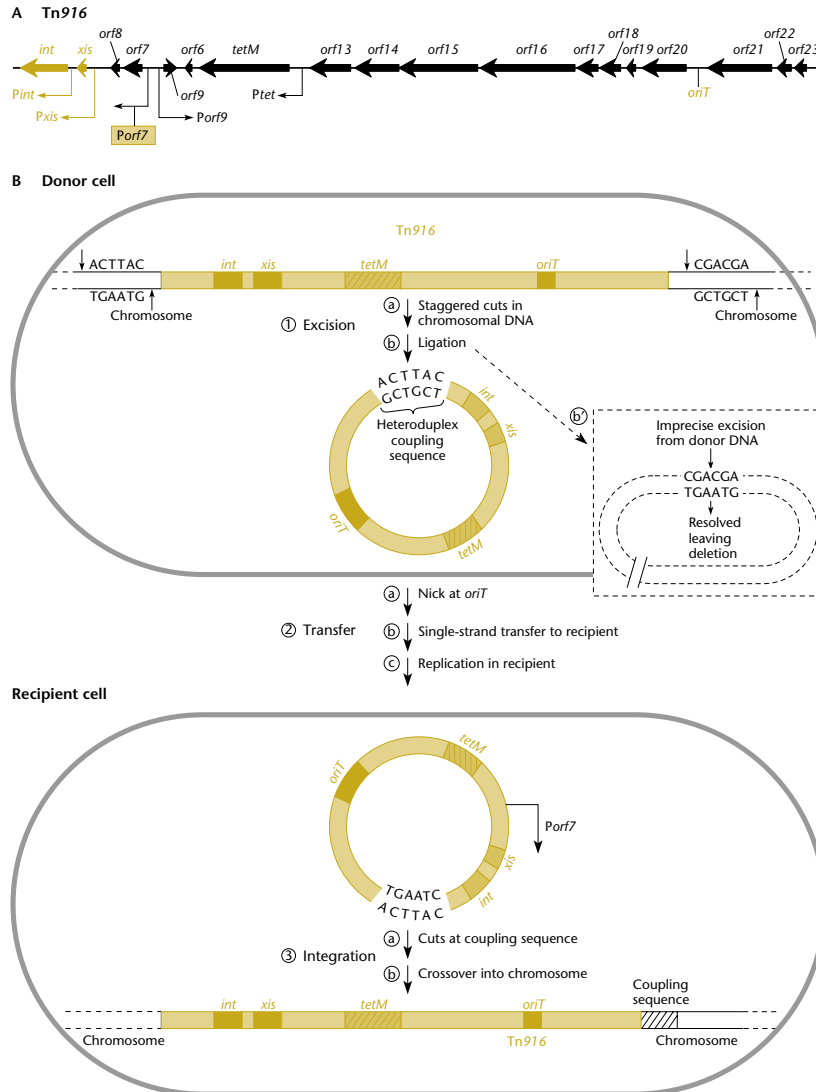 A Tn916
int xis orf8 orf7 orf6 tetM orf13 orf14 orf15 orf16 orf17 orf18 orf19 orf20 orf21 orf22 orf23
orf9
Pint
Ptet
oriT
Pxis
Porf9
Porf7
B Donor cell
Tn916
ACTTAC
int xis tetM oriT
CGACGA
TGAATG
GCTGCT
Chromosome
Chromosome
1 Excision
a Staggered cuts in
chromosomal DNA
b Ligation
ACTTAC
GCTGCT
Heteroduplex
coupling
sequence
int
xis
oriT
tetM
b′
Imprecise excision
from donor DNA
CGACGA
TGAATG
Resolved
leaving
deletion
2 Transfer
a Nick at oriT
b Single-strand transfer to recipient
c Replication in recipient
Recipient cell
tetM
oriT
Porf7
xis
int
TGAATC
ACTTAC
3 Integration
a Cuts at coupling sequence
b Crossover into chromosome
int xis tetM oriT
Coupling
sequence
Chromosome
Tn916
Chromosome